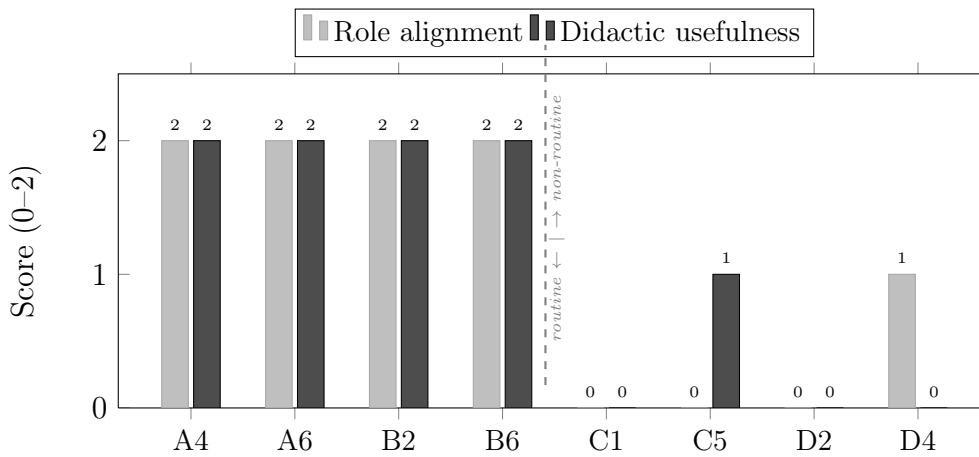 Role alignment Didactic usefulness
Score (0–2)
2
1
0
2 2 2 2 2 2 2 2
0 0 0 1 0 0 1 0
routine ← | → non-routine
A4 A6 B2 B6 C1 C5 D2 D4